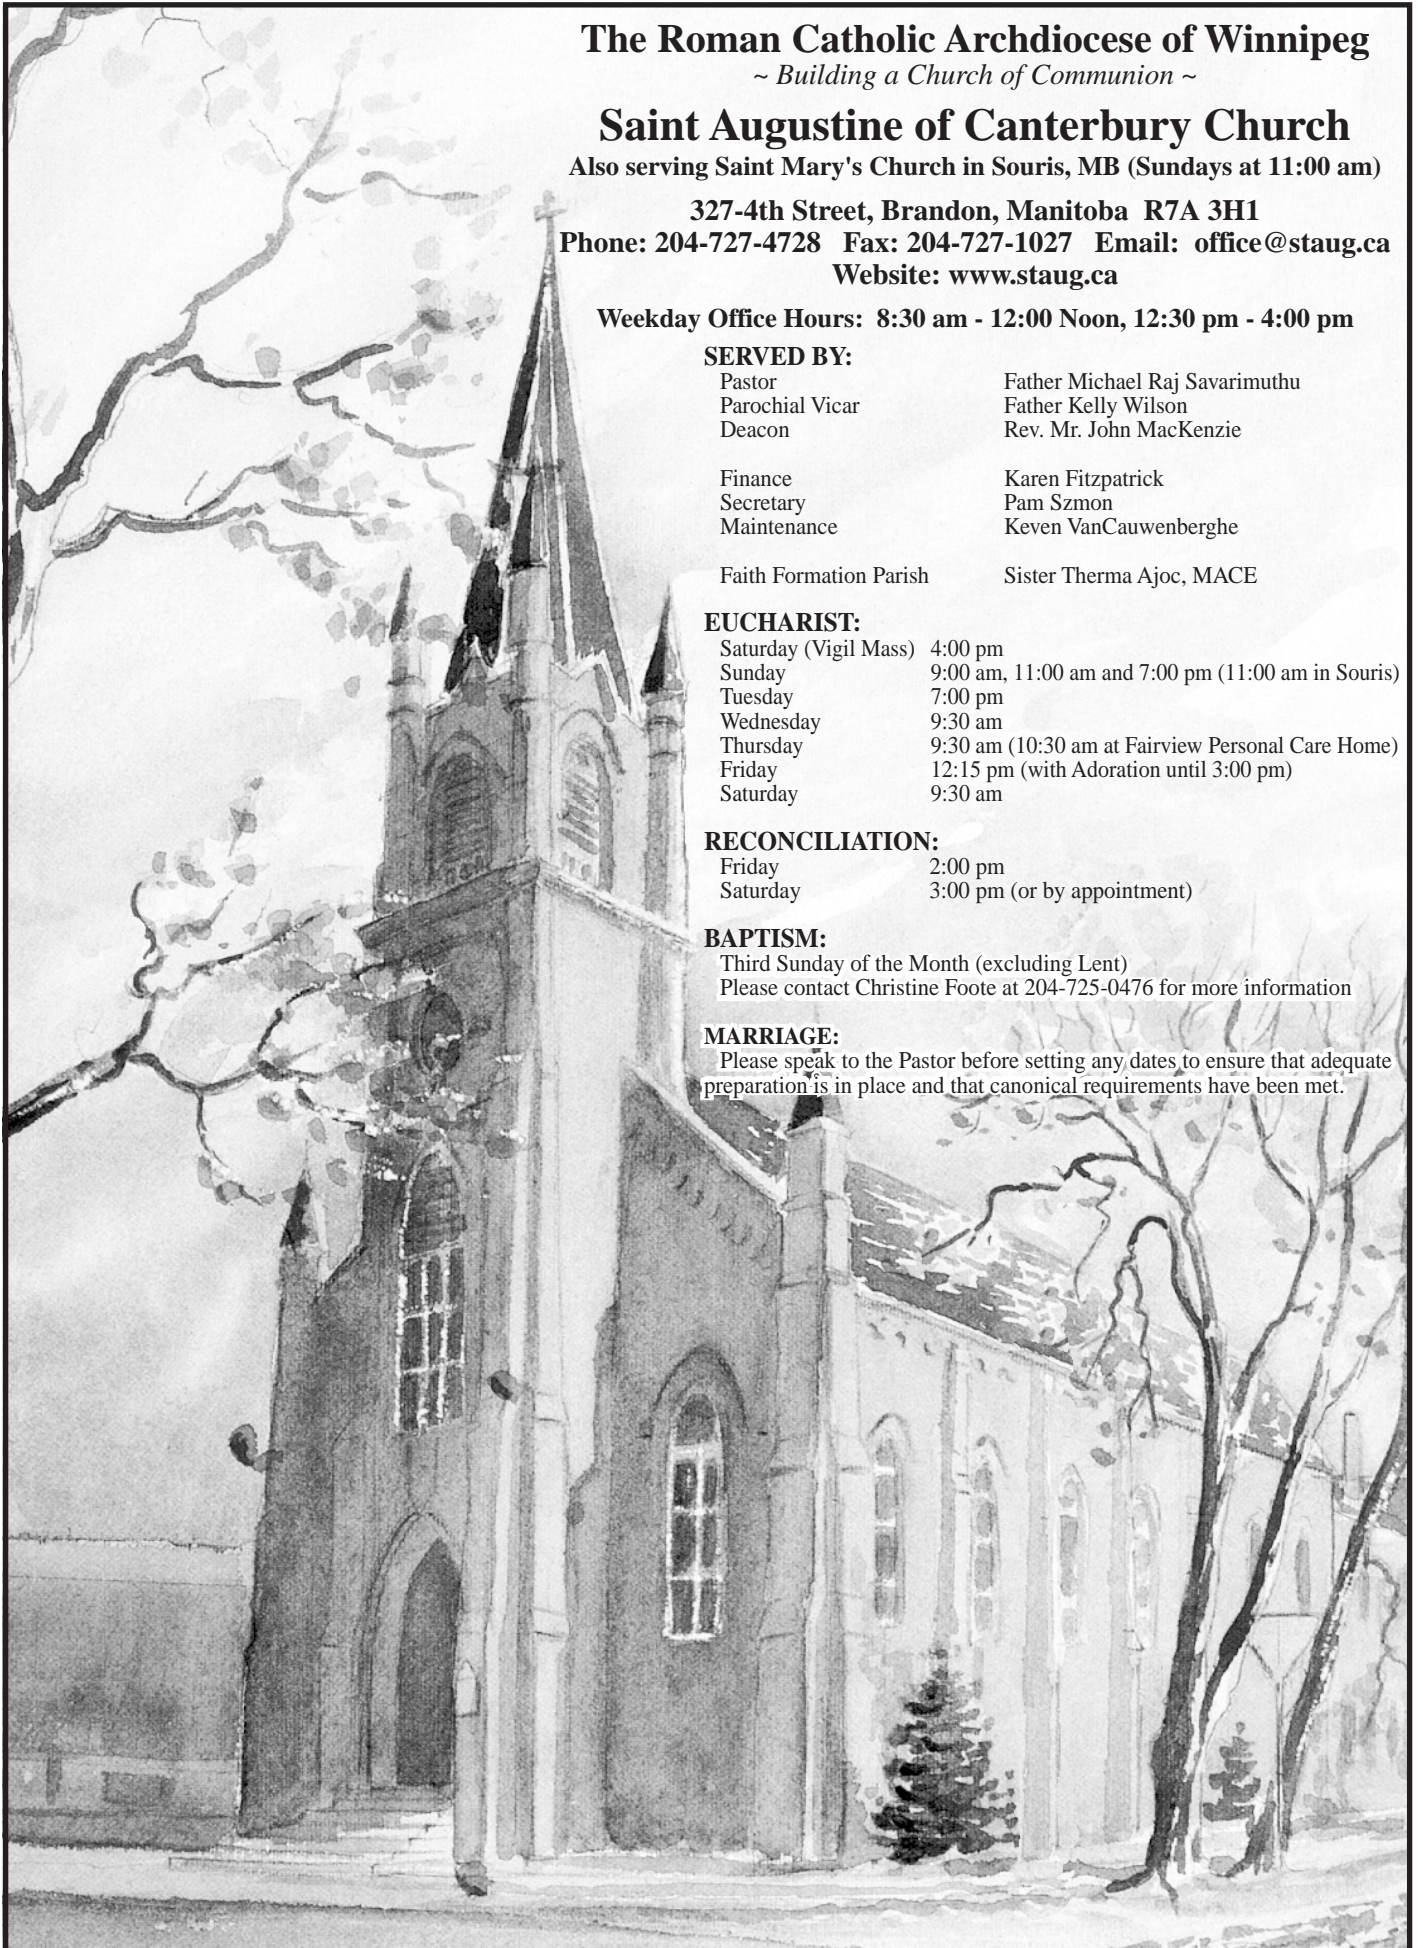 The Roman Catholic Archdiocese of Winnipeg
~ Building a Church of Communion ~
Saint Augustine of Canterbury Church
Also serving Saint Mary's Church in Souris, MB (Sundays at 11:00 am)
327-4th Street, Brandon, Manitoba R7A 3H1
Phone: 204-727-4728 Fax: 204-727-1027 Email: office@staug.ca
Website: www.staug.ca
Weekday Office Hours: 8:30 am - 12:00 Noon, 12:30 pm - 4:00 pm
SERVED BY:
Pastor Father Michael Raj Savarimuthu
Parochial Vicar Father Kelly Wilson
Deacon Rev. Mr. John MacKenzie
Finance Karen Fitzpatrick
Secretary Pam Szmon
Maintenance Keven VanCauwenberghe
Faith Formation Parish Sister Therma Ajoc, MACE
EUCHARIST:
Saturday (Vigil Mass) 4:00 pm
Sunday 9:00 am, 11:00 am and 7:00 pm (11:00 am in Souris)
Tuesday 7:00 pm
Wednesday 9:30 am
Thursday 9:30 am (10:30 am at Fairview Personal Care Home)
Friday 12:15 pm (with Adoration until 3:00 pm)
Saturday 9:30 am
RECONCILIATION:
Friday 2:00 pm
Saturday 3:00 pm (or by appointment)
BAPTISM:
Third Sunday of the Month (excluding Lent)
Please contact Christine Foote at 204-725-0476 for more information
MARRIAGE:
Please speak to the Pastor before setting any dates to ensure that adequate
preparation is in place and that canonical requirements have been met.